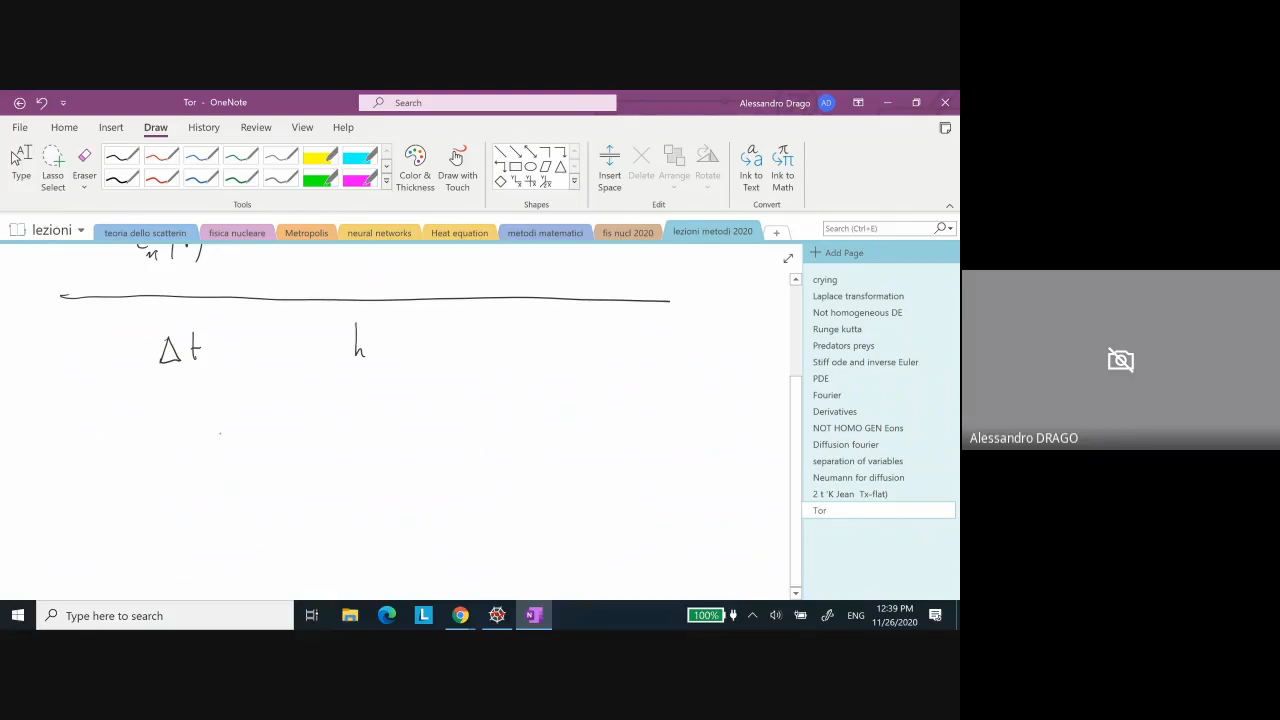 Tor - OneNote
Search
Alessandro Drago AD
File Home Insert Draw History Review View Help
Type
Lasso Select
Eraser
Color & Thickness
Draw with Touch
Insert Space
Delete
Arrange
Rotate
Ink to Text
Ink to Math
Tools
Shapes
Edit
Convert
lezioni
teoria dello scatterin
fisica nucleare
Metropolis
neural networks
Heat equation
metodi matematici
fis nucl 2020
lezioni metodi 2020
Search (Ctrl+E)
Add Page
crying
Laplace transformation
Not homogeneous DE
Runge kutta
Predators preys
Stiff ode and inverse Euler
PDE
Fourier
Derivatives
NOT HOMO GEN Eons
Diffusion fourier
separation of variables
Neumann for diffusion
2 t 'K Jean Tx-flat)
Tor
Δt h
Alessandro DRAGO
Type here to search
100%
ENG
12:39 PM
11/26/2020